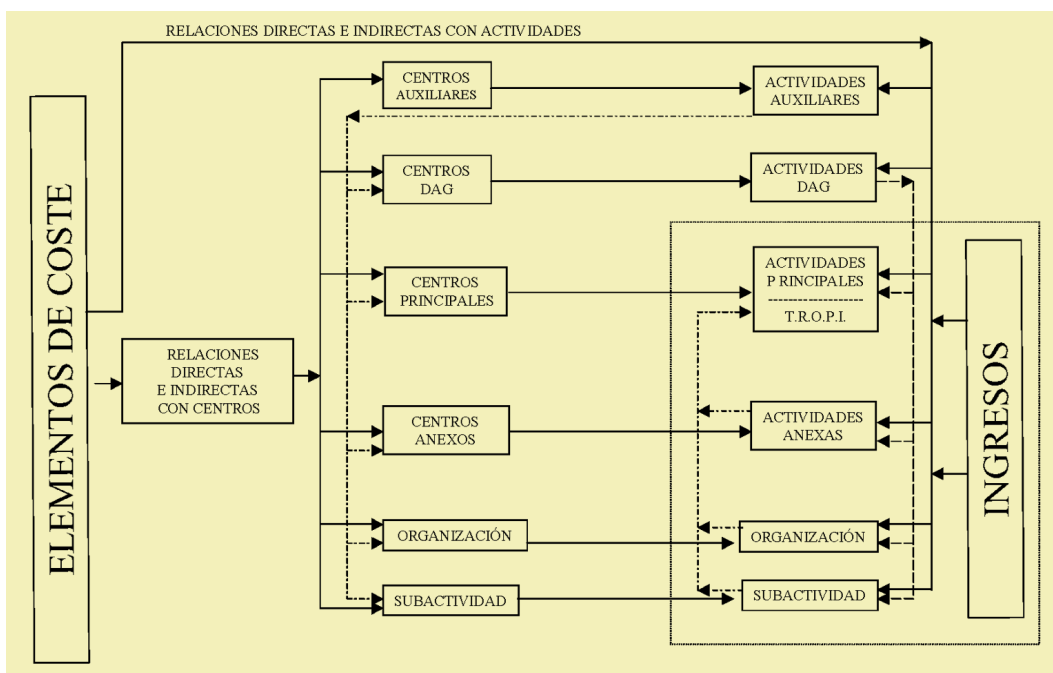 RELACIONES DIRECTAS E INDIRECTAS CON ACTIVIDADES
ELEMENTOS DE COSTE
RELACIONES
DIRECTAS
E INDIRECTAS
CON CENTROS
CENTROS
AUXILIARES
ACTIVIDADES
AUXILIARES
CENTROS
DAG
ACTIVIDADES
DAG
CENTROS
PRINCIPALES
ACTIVIDADES
P RINCIPALES
T.R.O.P.I.
CENTROS
ANEXOS
ACTIVIDADES
ANEXAS
ORGANIZACIÓN
ORGANIZACIÓN
SUBACTIVIDAD
SUBACTIVIDAD
INGRESOS